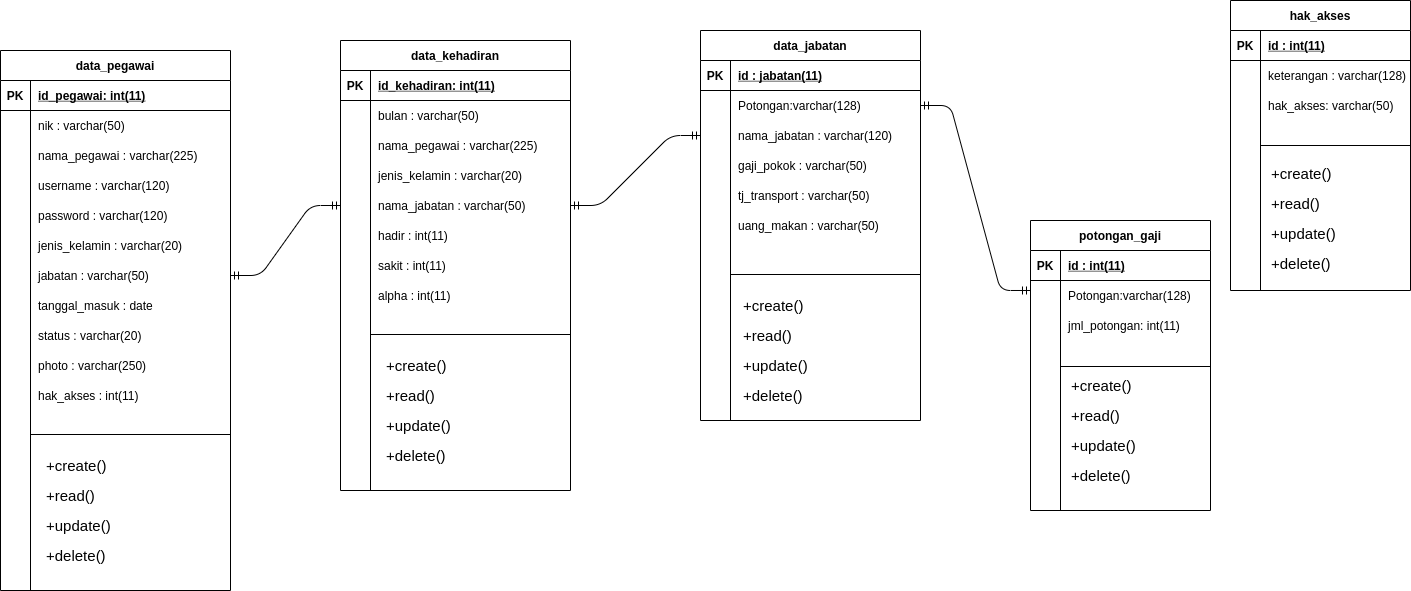 data_pegawai
PK id_pegawai: int(11)
nik : varchar(50)
nama_pegawai : varchar(225)
username : varchar(120)
password : varchar(120)
jenis_kelamin : varchar(20)
jabatan : varchar(50)
tanggal_masuk : date
status : varchar(20)
photo : varchar(250)
hak_akses : int(11)
+create()
+read()
+update()
+delete()
data_kehadiran
PK id_kehadiran: int(11)
bulan : varchar(50)
nama_pegawai : varchar(225)
jenis_kelamin : varchar(20)
nama_jabatan : varchar(50)
hadir : int(11)
sakit : int(11)
alpha : int(11)
+create()
+read()
+update()
+delete()
data_jabatan
PK id : jabatan(11)
Potongan:varchar(128)
nama_jabatan : varchar(120)
gaji_pokok : varchar(50)
tj_transport : varchar(50)
uang_makan : varchar(50)
+create()
+read()
+update()
+delete()
potongan_gaji
PK id : int(11)
Potongan:varchar(128)
jml_potongan: int(11)
+create()
+read()
+update()
+delete()
hak_akses
PK id : int(11)
keterangan : varchar(128)
hak_akses: varchar(50)
+create()
+read()
+update()
+delete()